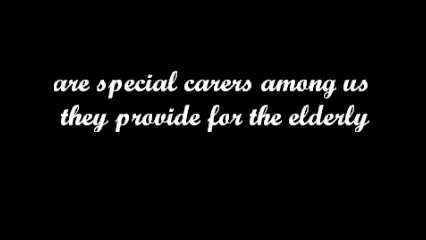 are special carers among us
they provide for the elderly